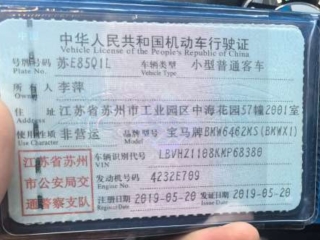 中华人民共和国机动车行驶证
Vehicle License of the People's Republic of China
号牌号码 苏E85Q1L 车辆类型 小型普通客车
Plate No. Vehicle Type
所有人 李萍
Owner
住址 江苏省苏州市工业园区中海花园57幢2001室
Address
使用性质 非营运 品牌型号 宝马牌BMW6462KS(BMWX1)
Use Character
江苏省苏州市公安局交通警察支队
车辆识别代号 LBVHZ1108KKP68380
VIN
发动机号码 4232E709
Engine No.
注册日期 2019-05-20 发证日期 2019-05-20